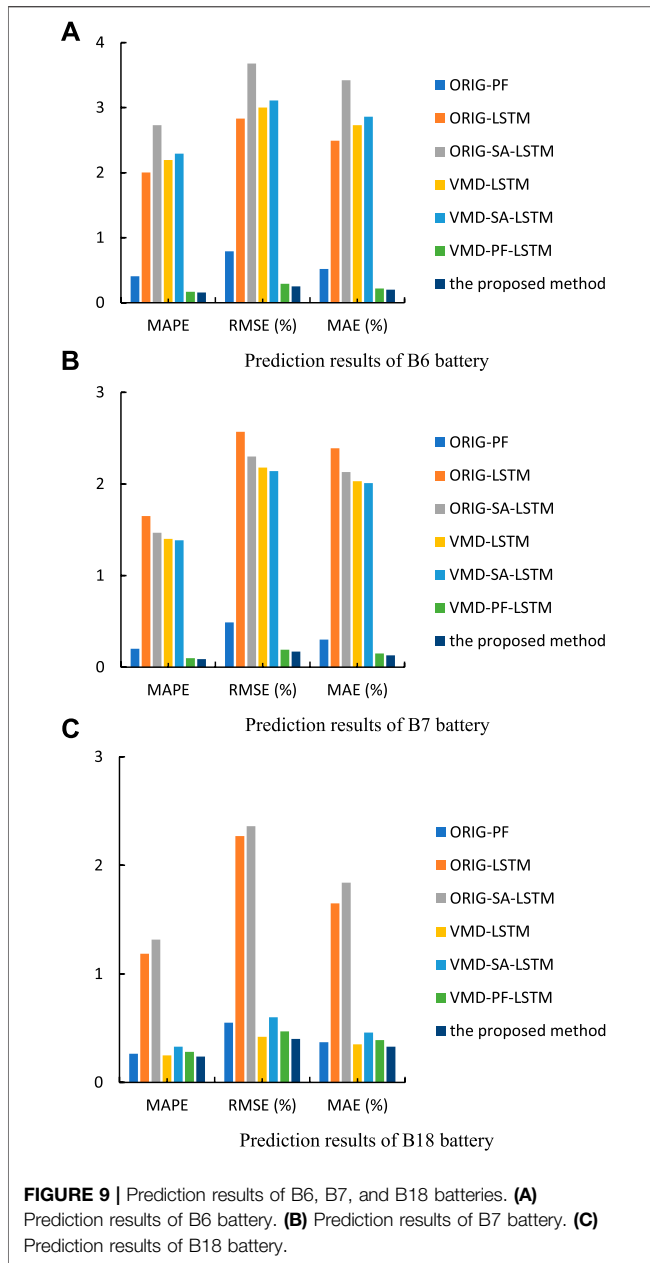 A
4
3
2
1
0
MAPE
RMSE (%)
MAE (%)
ORIG-PF
ORIG-LSTM
ORIG-SA-LSTM
VMD-LSTM
VMD-SA-LSTM
VMD-PF-LSTM
the proposed method
Prediction results of B6 battery
B
3
2
1
0
MAPE
RMSE (%)
MAE (%)
ORIG-PF
ORIG-LSTM
ORIG-SA-LSTM
VMD-LSTM
VMD-SA-LSTM
VMD-PF-LSTM
the proposed method
Prediction results of B7 battery
C
3
2
1
0
MAPE
RMSE (%)
MAE (%)
ORIG-PF
ORIG-LSTM
ORIG-SA-LSTM
VMD-LSTM
VMD-SA-LSTM
VMD-PF-LSTM
the proposed method
Prediction results of B18 battery
FIGURE 9 | Prediction results of B6, B7, and B18 batteries. (A)
Prediction results of B6 battery. (B) Prediction results of B7 battery. (C)
Prediction results of B18 battery.